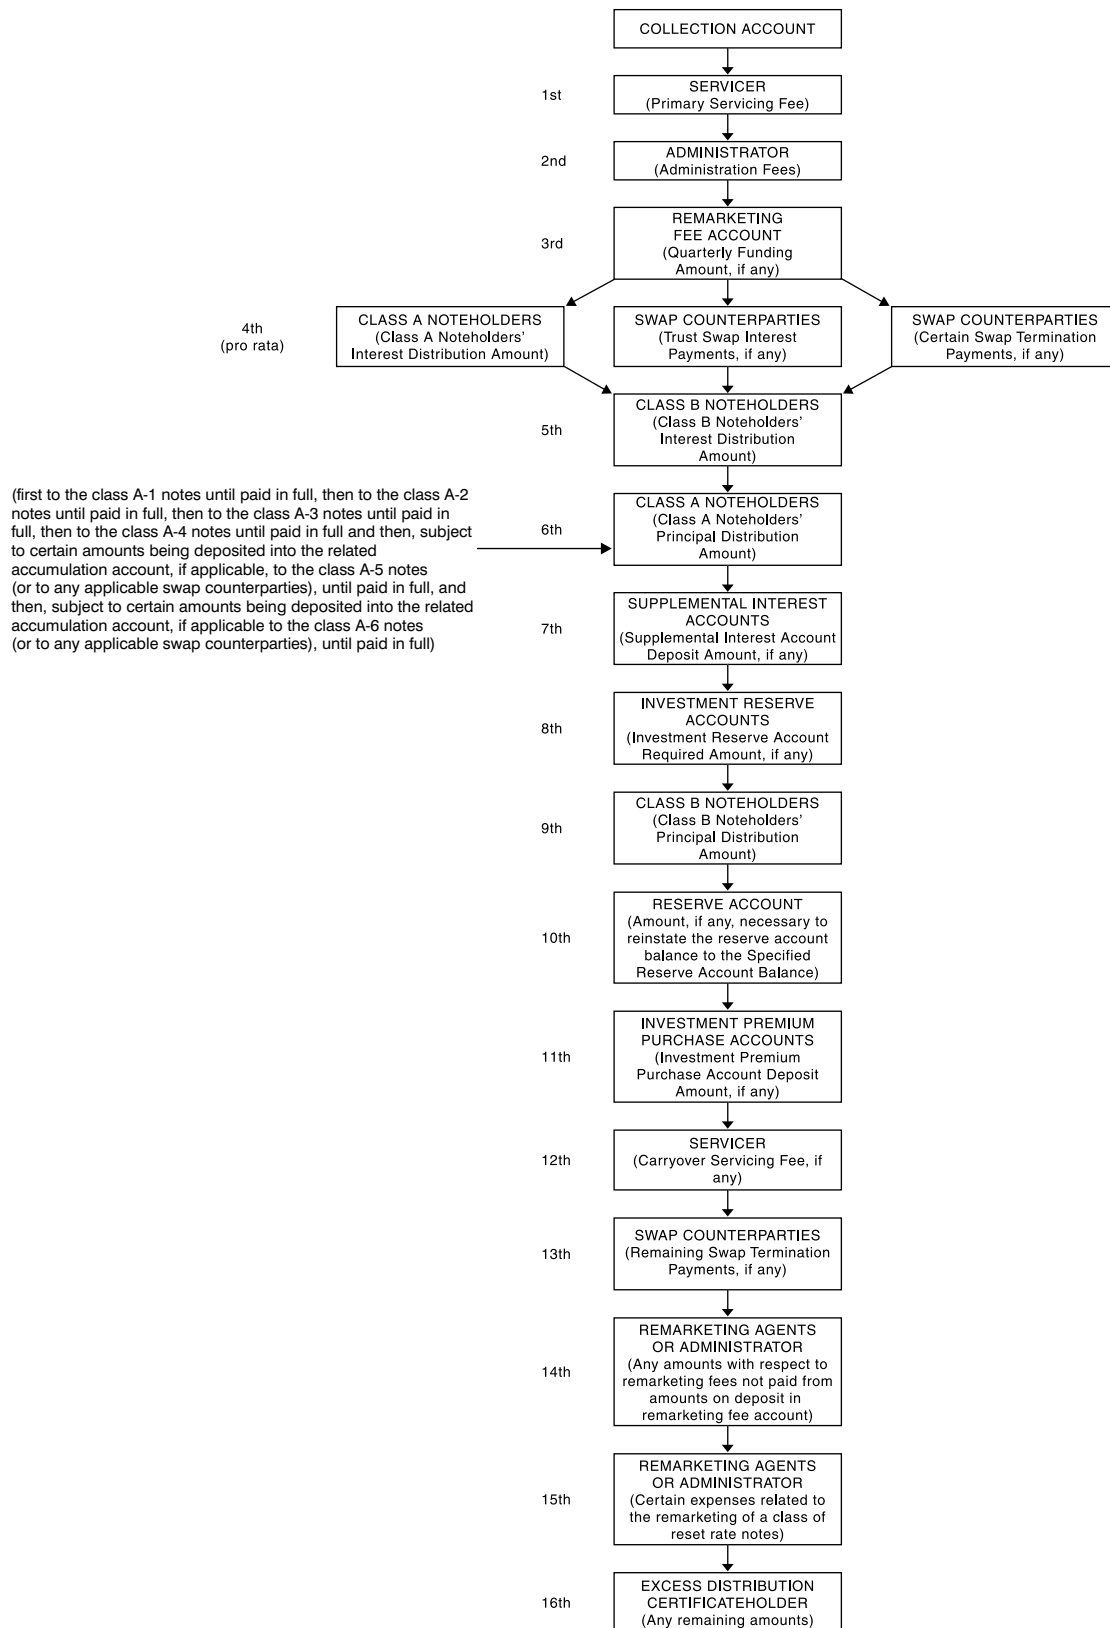 COLLECTION ACCOUNT
1st
SERVICER
(Primary Servicing Fee)
2nd
ADMINISTRATOR
(Administration Fees)
3rd
REMARKETING
FEE ACCOUNT
(Quarterly Funding
Amount, if any)
4th
(pro rata)
CLASS A NOTEHOLDERS
(Class A Noteholders'
Interest Distribution Amount)
SWAP COUNTERPARTIES
(Trust Swap Interest
Payments, if any)
SWAP COUNTERPARTIES
(Certain Swap Termination
Payments, if any)
5th
CLASS B NOTEHOLDERS
(Class B Noteholders'
Interest Distribution
Amount)
(first to the class A-1 notes until paid in full, then to the class A-2
notes until paid in full, then to the class A-3 notes until paid in
full, then to the class A-4 notes until paid in full and then, subject
to certain amounts being deposited into the related
accumulation account, if applicable, to the class A-5 notes
(or to any applicable swap counterparties), until paid in full, and
then, subject to certain amounts being deposited into the related
accumulation account, if applicable to the class A-6 notes
(or to any applicable swap counterparties), until paid in full)
6th
CLASS A NOTEHOLDERS
(Class A Noteholders'
Principal Distribution
Amount)
7th
SUPPLEMENTAL INTEREST
ACCOUNTS
(Supplemental Interest Account
Deposit Amount, if any)
8th
INVESTMENT RESERVE
ACCOUNTS
(Investment Reserve Account
Required Amount, if any)
9th
CLASS B NOTEHOLDERS
(Class B Noteholders'
Principal Distribution
Amount)
10th
RESERVE ACCOUNT
(Amount, if any, necessary to
reinstate the reserve account
balance to the Specified
Reserve Account Balance)
11th
INVESTMENT PREMIUM
PURCHASE ACCOUNTS
(Investment Premium
Purchase Account Deposit
Amount, if any)
12th
SERVICER
(Carryover Servicing Fee, if
any)
13th
SWAP COUNTERPARTIES
(Remaining Swap Termination
Payments, if any)
14th
REMARKETING AGENTS
OR ADMINISTRATOR
(Any amounts with respect to
remarketing fees not paid from
amounts on deposit in
remarketing fee account)
15th
REMARKETING AGENTS
OR ADMINISTRATOR
(Certain expenses related to
the remarketing of a class of
reset rate notes)
16th
EXCESS DISTRIBUTION
CERTIFICATEHOLDER
(Any remaining amounts)